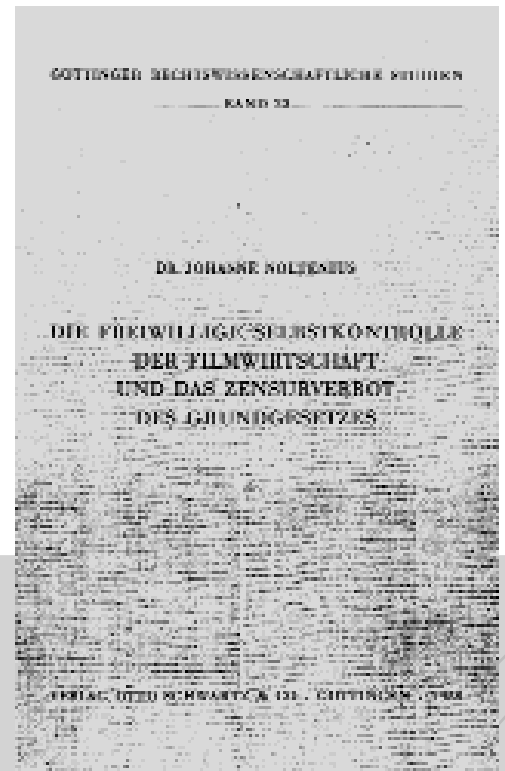 GÖTTINGER RECHTSWISSENSCHAFTLICHE STUDIEN
BAND
DR. JOHANNE NOLTENIUS
DIE FREIWILLIGE SELBSTKONTROLLE
DER FILMWIRTSCHAFT
UND DAS ZENSURVERBOT
DES GRUNDGESETZES
VERLAG OTTO SCHWARTZ & CO. GÖTTINGEN